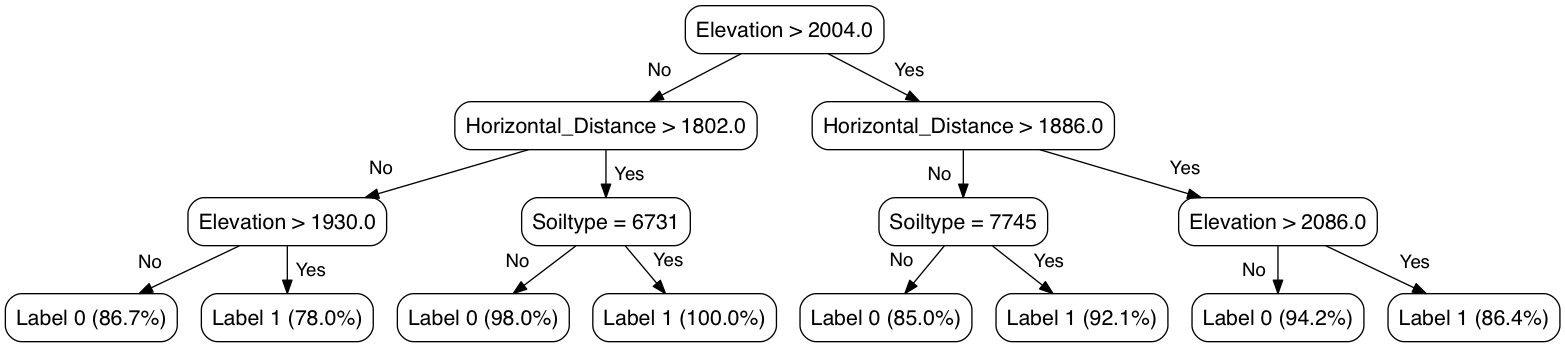 Elevation > 2004.0
No
Yes
Horizontal_Distance > 1802.0
Horizontal_Distance > 1886.0
No
Yes
No
Yes
Elevation > 1930.0
Soiltype = 6731
Soiltype = 7745
Elevation > 2086.0
No
Yes
No
Yes
No
Yes
No
Yes
Label 0 (86.7%)
Label 1 (78.0%)
Label 0 (98.0%)
Label 1 (100.0%)
Label 0 (85.0%)
Label 1 (92.1%)
Label 0 (94.2%)
Label 1 (86.4%)